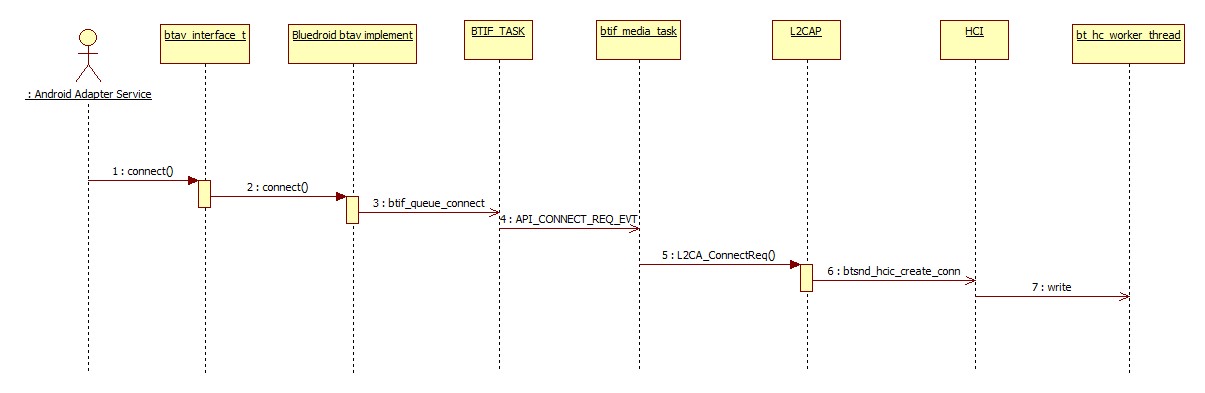 btav_interface_t
Bluedroid btav implement
BTIF_TASK
btif_media_task
L2CAP
HCI
bt_hc_worker_thread
: Android Adapter Service
1 : connect()
2 : connect()
3 : btif_queue_connect
4 : API_CONNECT_REQ_EVT
5 : L2CA_ConnectReq()
6 : btsnd_hcic_create_conn
7 : write